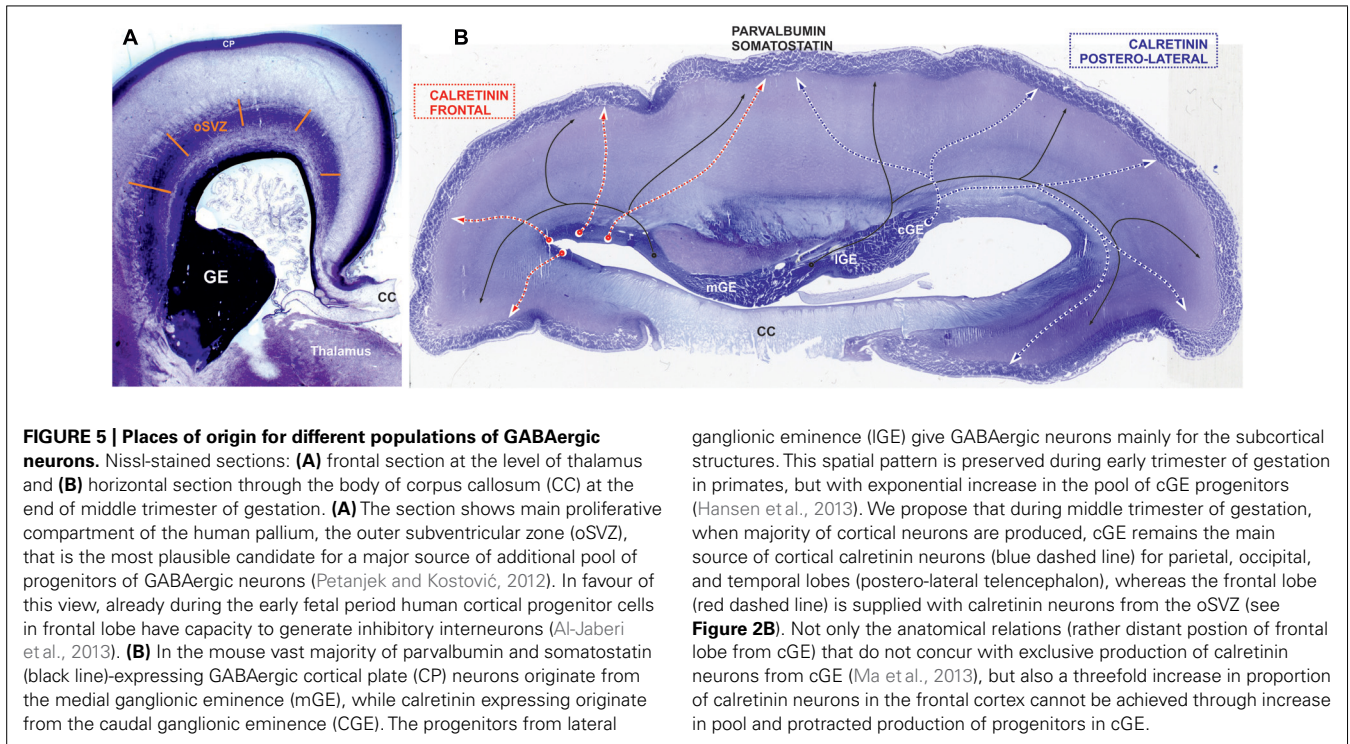 A
CP
oSVZ
GE
CC
Thalamus
B
PARVALBUMIN
SOMATOSTATIN
CALRETININ
POSTERO-LATERAL
CALRETININ
FRONTAL
cGE
lGE
mGE
CC
FIGURE 5 | Places of origin for different populations of GABAergic
neurons. Nissl-stained sections: (A) frontal section at the level of thalamus
and (B) horizontal section through the body of corpus callosum (CC) at the
end of middle trimester of gestation. (A) The section shows main proliferative
compartment of the human pallium, the outer subventricular zone (oSVZ),
that is the most plausible candidate for a major source of additional pool of
progenitors of GABAergic neurons (Petanjek and Kostović, 2012). In favour of
this view, already during the early fetal period human cortical progenitor cells
in frontal lobe have capacity to generate inhibitory interneurons (Al-Jaberi
et al., 2013). (B) In the mouse vast majority of parvalbumin and somatostatin
(black line)-expressing GABAergic cortical plate (CP) neurons originate from
the medial ganglionic eminence (mGE), while calretinin expressing originate
from the caudal ganglionic eminence (CGE). The progenitors from lateral
ganglionic eminence (lGE) give GABAergic neurons mainly for the subcortical
structures. This spatial pattern is preserved during early trimester of gestation
in primates, but with exponential increase in the pool of cGE progenitors
(Hansen et al., 2013). We propose that during middle trimester of gestation,
when majority of cortical neurons are produced, cGE remains the main
source of cortical calretinin neurons (blue dashed line) for parietal, occipital,
and temporal lobes (postero-lateral telencephalon), whereas the frontal lobe
(red dashed line) is supplied with calretinin neurons from the oSVZ (see
Figure 2B). Not only the anatomical relations (rather distant postion of frontal
lobe from cGE) that do not concur with exclusive production of calretinin
neurons from cGE (Ma et al., 2013), but also a threefold increase in proportion
of calretinin neurons in the frontal cortex cannot be achieved through increase
in pool and protracted production of progenitors in cGE.